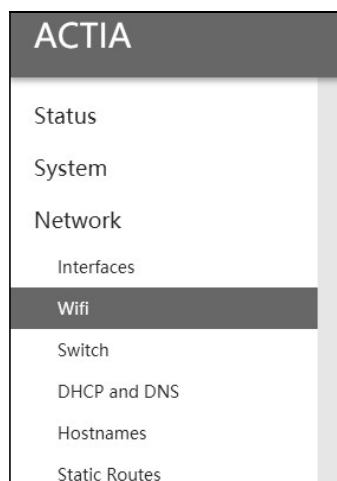 ACTIA
Status
System
Network
Interfaces
Wifi
Switch
DHCP and DNS
Hostnames
Static Routes